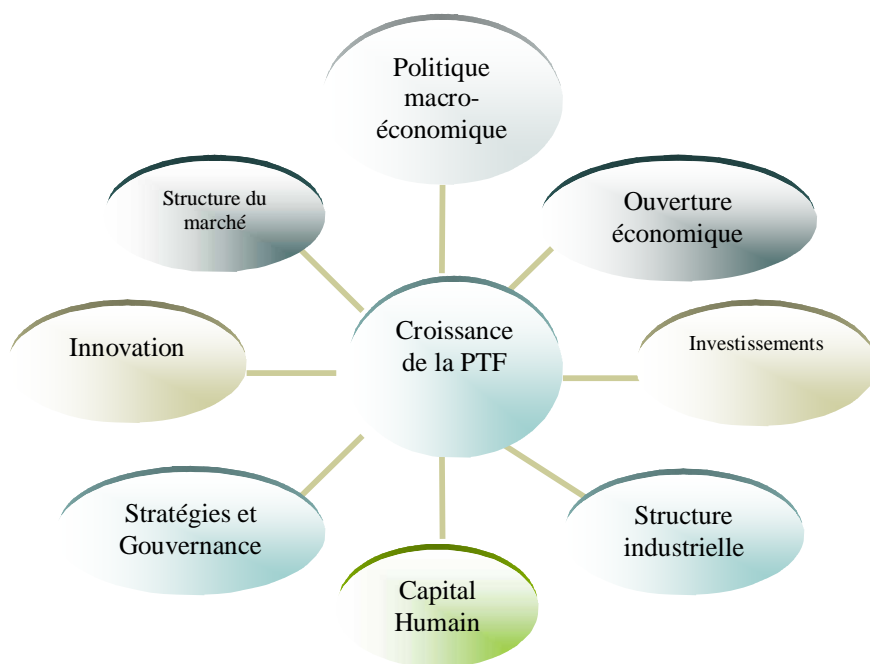 Politique
macro-
économique
Structure du
marché
Ouverture
économique
Innovation
Croissance
de la PTF
Investissements
Stratégies et
Gouvernance
Structure
industrielle
Capital
Humain